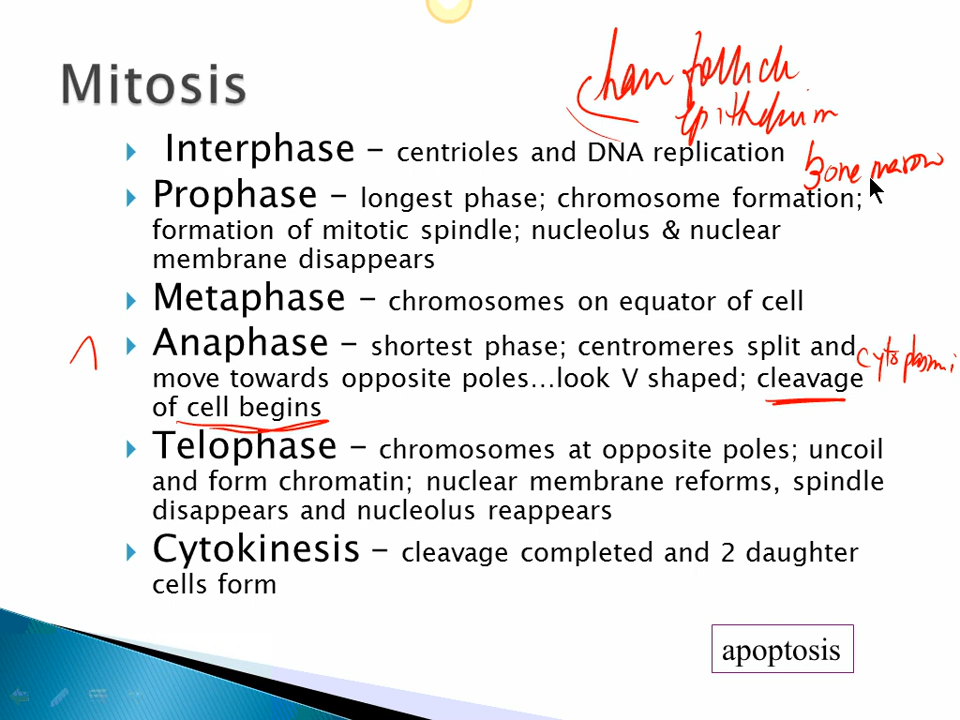 Mitosis
hair follicle
epithelium
Interphase – centrioles and DNA replication
bone marrow
Prophase – longest phase; chromosome formation;
formation of mitotic spindle; nucleolus & nuclear
membrane disappears
Metaphase – chromosomes on equator of cell
Anaphase – shortest phase; centromeres split and
move towards opposite poles…look V shaped; cleavage
of cell begins
Telophase – chromosomes at opposite poles; uncoil
and form chromatin; nuclear membrane reforms, spindle
disappears and nucleolus reappears
Cytokinesis – cleavage completed and 2 daughter
cells form
apoptosis